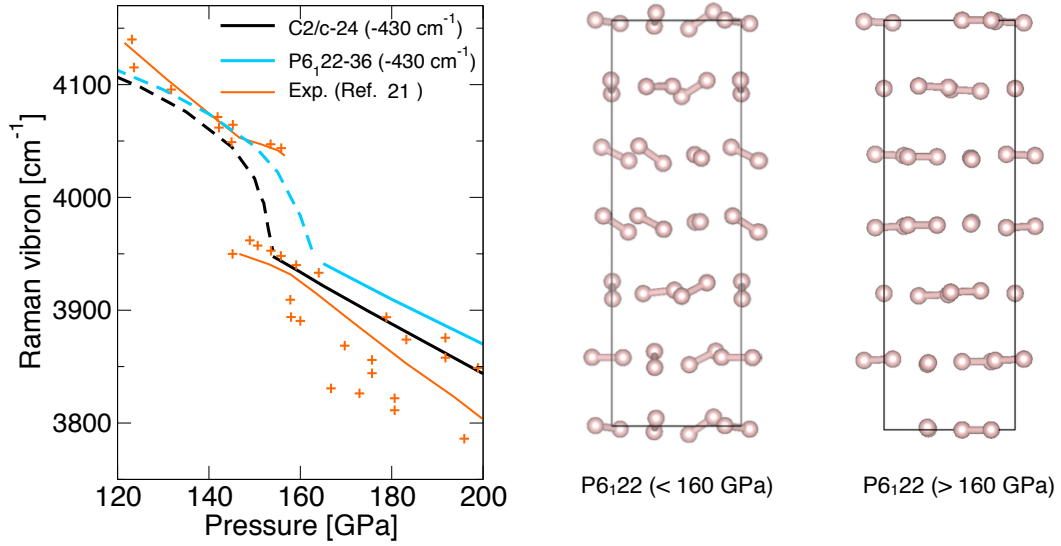 C2/c-24 (-430 cm⁻¹)
P6₁22-36 (-430 cm⁻¹)
Exp. (Ref. 21 )
Raman vibron [cm⁻¹]
4100
4000
3900
3800
120 140 160 180 200
Pressure [GPa]
P6₁22 (< 160 GPa)
P6₁22 (> 160 GPa)